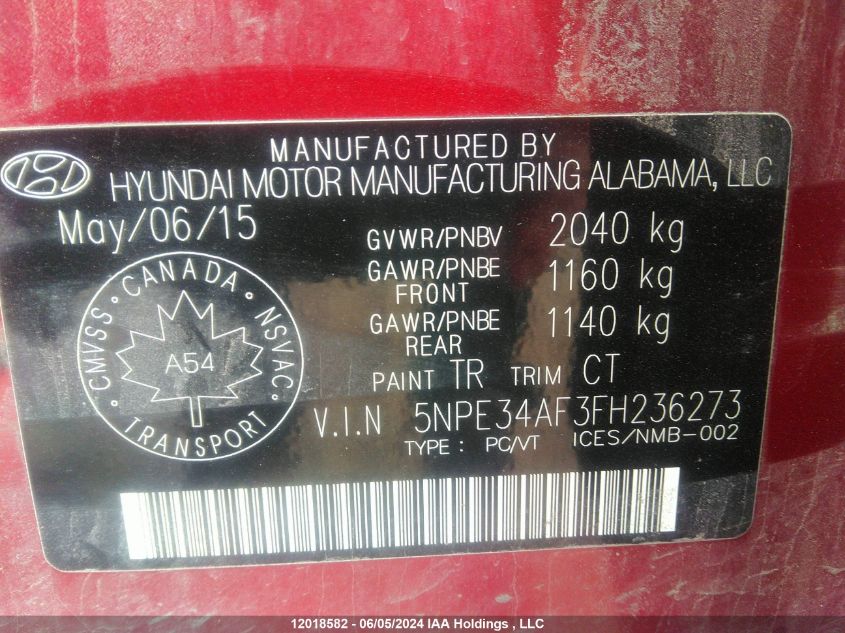 MANUFACTURED BY
HYUNDAI MOTOR MANUFACTURING ALABAMA, LLC
May/06/15
GVWR/PNBV 2040 kg
GAWR/PNBE FRONT 1160 kg
GAWR/PNBE REAR 1140 kg
PAINT TR TRIM CT
V.I.N 5NPE34AF3FH236273
TYPE : PC/VT ICES/NMB-002
CANADA
CMVSS · NSVAC
A54
TRANSPORT
12018582 - 06/05/2024 IAA Holdings , LLC